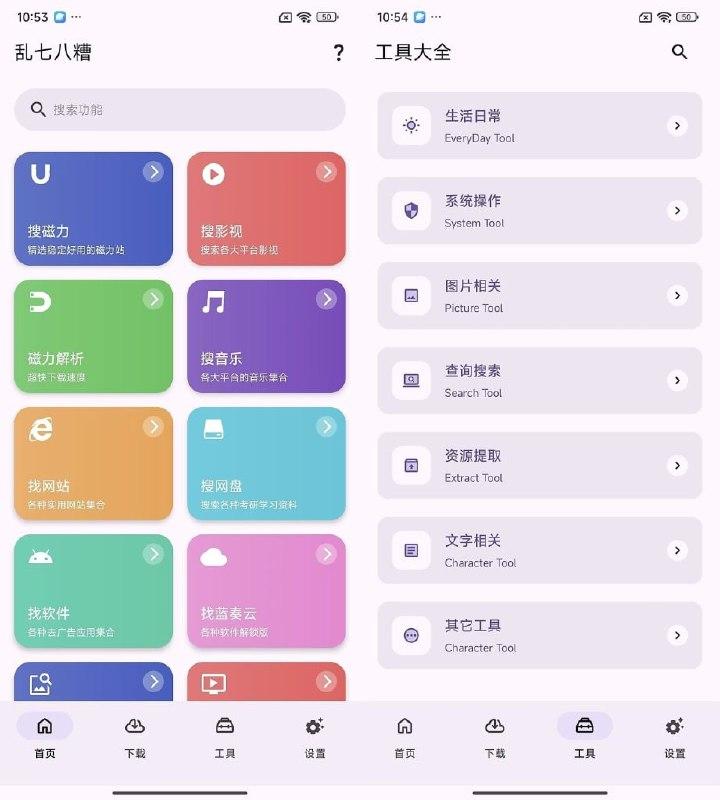 10:53 ···
50
乱七八糟
?
搜索功能
搜磁力
精选稳定好用的磁力站
搜影视
搜索各大平台影视
磁力解析
超快下载速度
搜音乐
各大平台的音乐集合
找网站
各种实用网站集合
搜网盘
搜索各种考研学习资料
找软件
各种去广告应用集合
找蓝奏云
各种软件解锁版
首页
下载
工具
设置
10:54 ···
50
工具大全
生活日常
EveryDay Tool
系统操作
System Tool
图片相关
Picture Tool
查询搜索
Search Tool
资源提取
Extract Tool
文字相关
Character Tool
其它工具
Character Tool
首页
下载
工具
设置